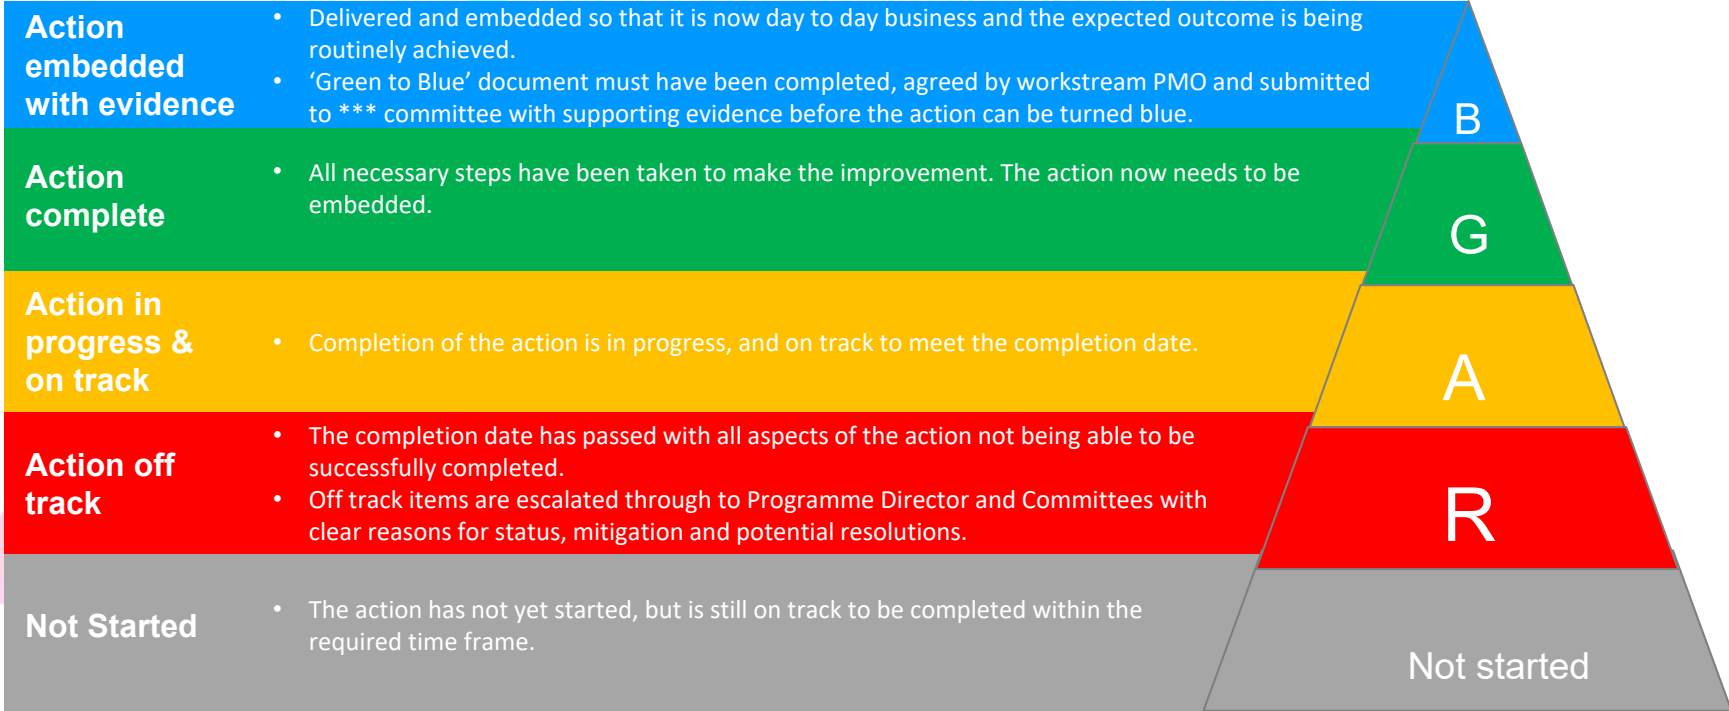 Action
embedded
with evidence
• Delivered and embedded so that it is now day to day business and the expected outcome is being
routinely achieved.
• ‘Green to Blue’ document must have been completed, agreed by workstream PMO and submitted
to *** committee with supporting evidence before the action can be turned blue.
B
Action
complete
• All necessary steps have been taken to make the improvement. The action now needs to be
embedded.
G
Action in
progress &
on track
• Completion of the action is in progress, and on track to meet the completion date.
A
Action off
track
• The completion date has passed with all aspects of the action not being able to be
successfully completed.
• Off track items are escalated through to Programme Director and Committees with
clear reasons for status, mitigation and potential resolutions.
R
Not Started
• The action has not yet started, but is still on track to be completed within the
required time frame.
Not started